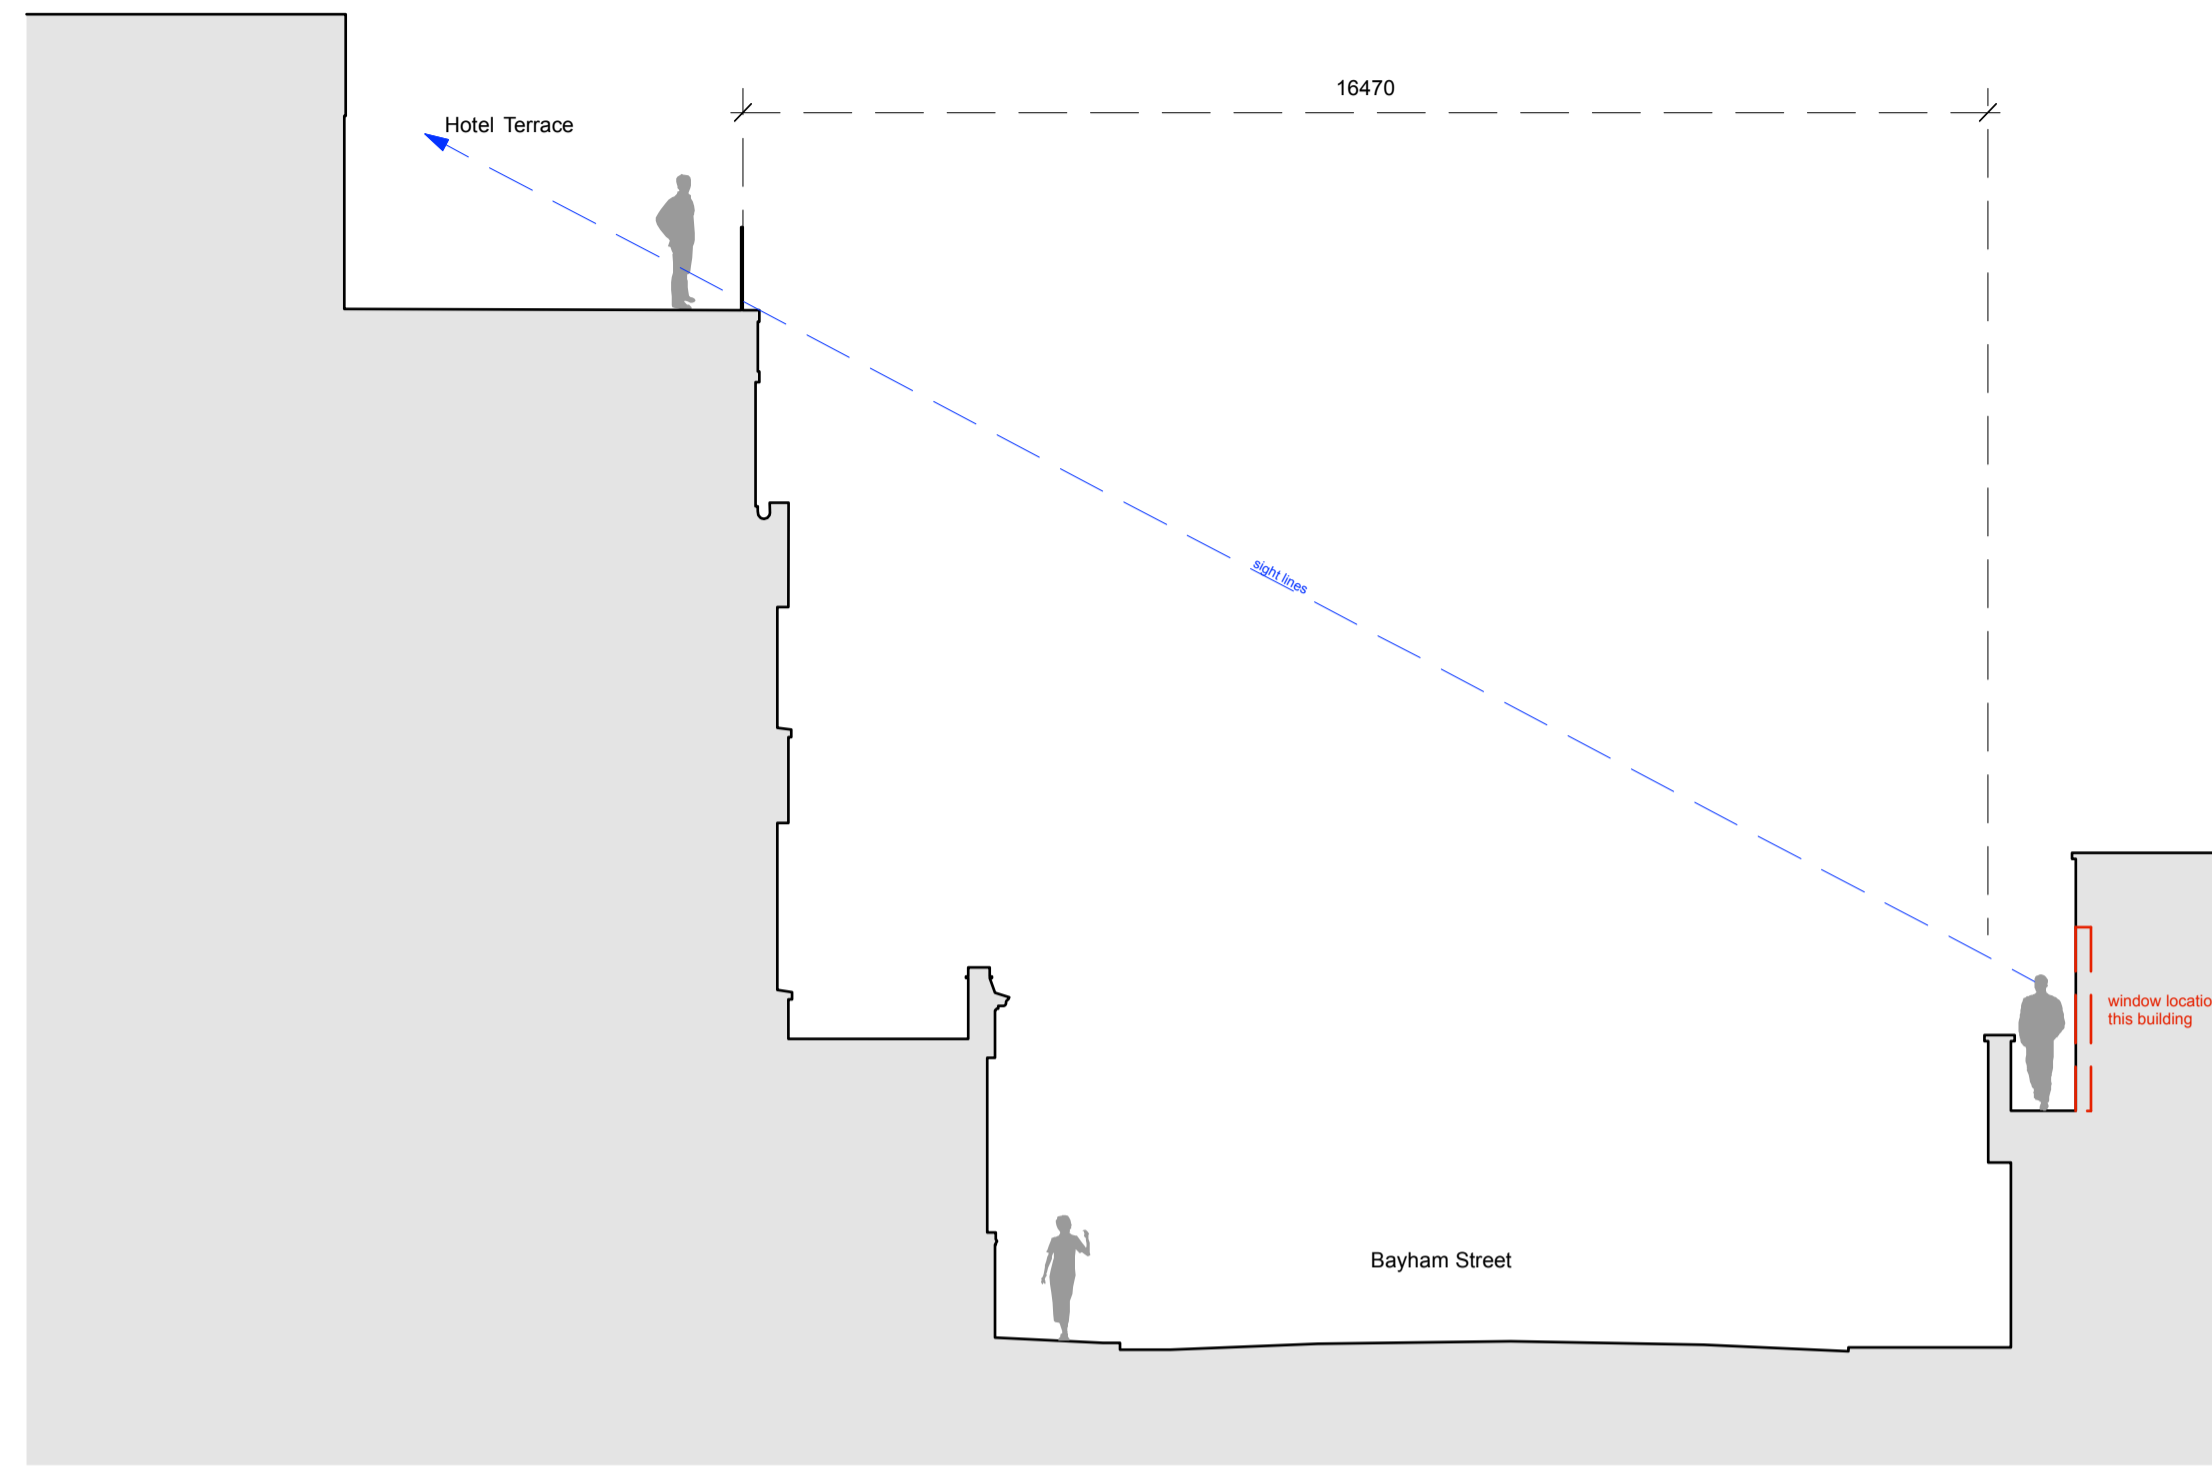 16470
Hotel Terrace
sight lines
window locatio
this building
Bayham Street